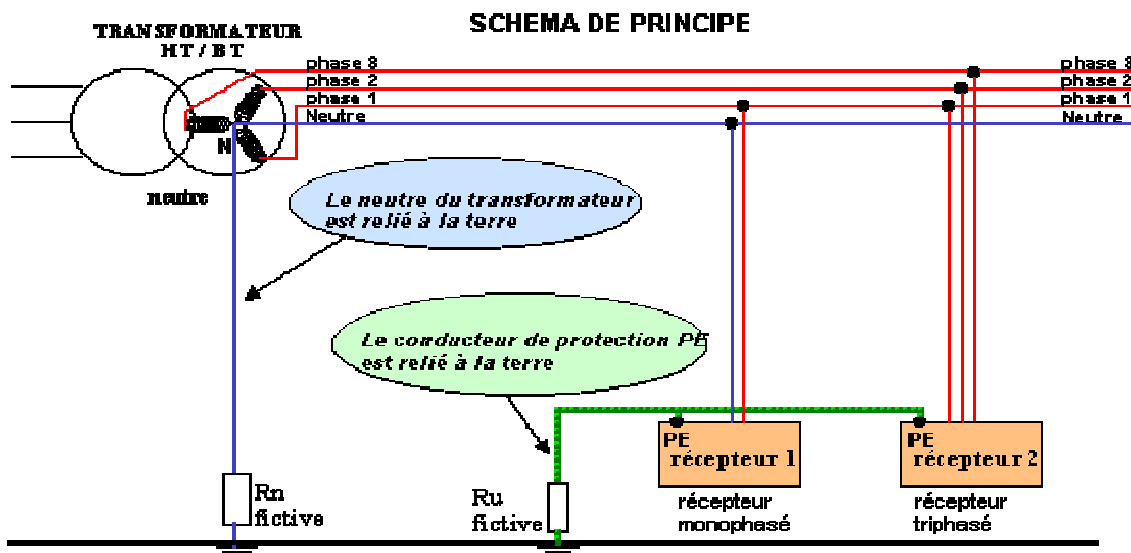 SCHEMA DE PRINCIPE
TRANSFORMATEUR
HT / BT
phase 3
phase 2
phase 1
Neutre
phase 3
phase 2
phase 1
Neutre
N
neutre
Le neutre du transformateur
est relié à la terre
Le conducteur de protection PE
est relié à la terre
PE
récepteur 1
PE
récepteur 2
Rn
fictive
Ru
fictive
récepteur
monophasé
récepteur
triphasé